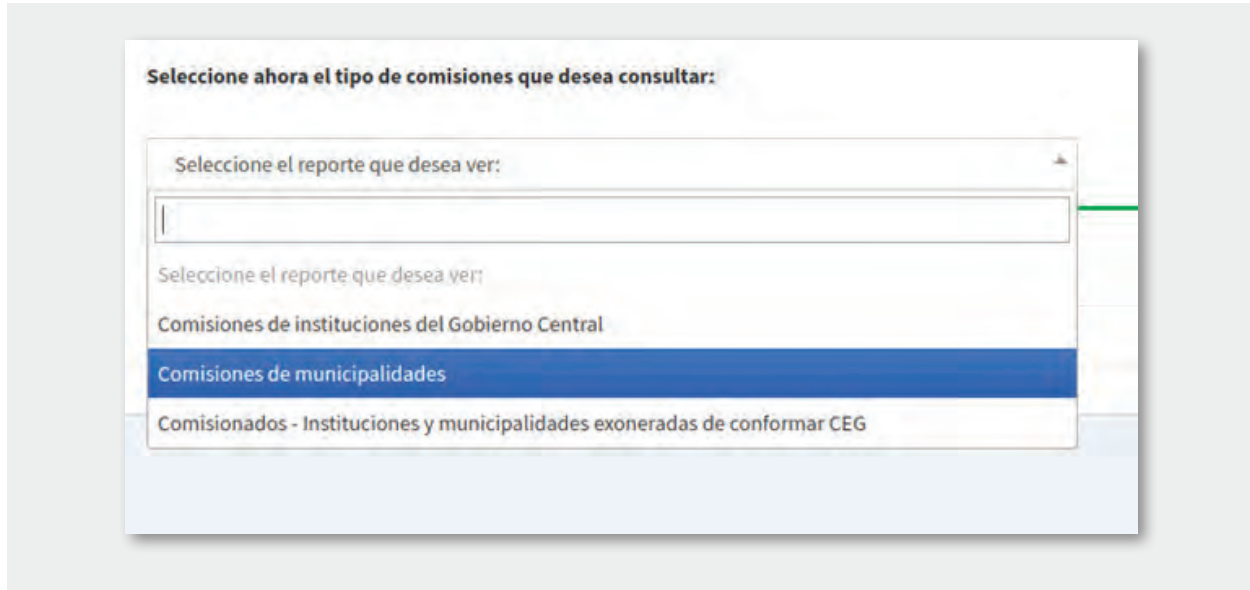 Seleccione ahora el tipo de comisiones que desea consultar:
Seleccione el reporte que desea ver:
Seleccione el reporte que desea ver:
Comisiones de instituciones del Gobierno Central
Comisiones de municipalidades
Comisionados - Instituciones y municipalidades exoneradas de conformar CEG